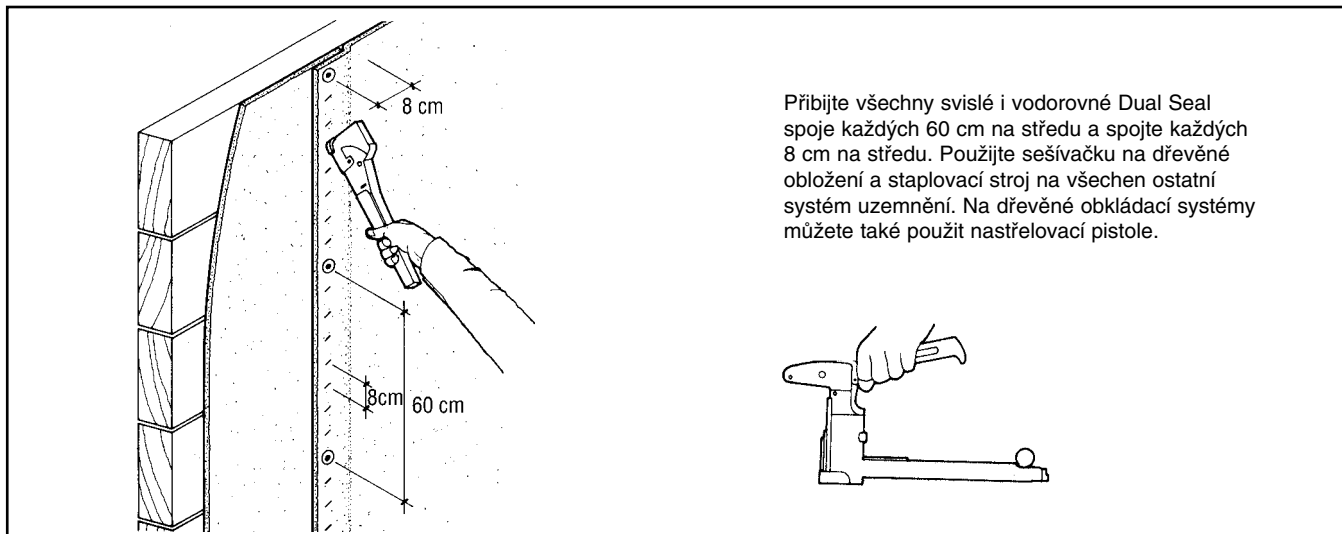 8 cm
8cm
60 cm
Přibijte všechny svislé i vodorovné Dual Seal
spoje každých 60 cm na středu a spojte každých
8 cm na středu. Použijte sešívačku na dřevěné
obložení a staplovací stroj na všechen ostatní
systém uzemnění. Na dřevěné obkládací systémy
můžete také použit nastřelovací pistole.